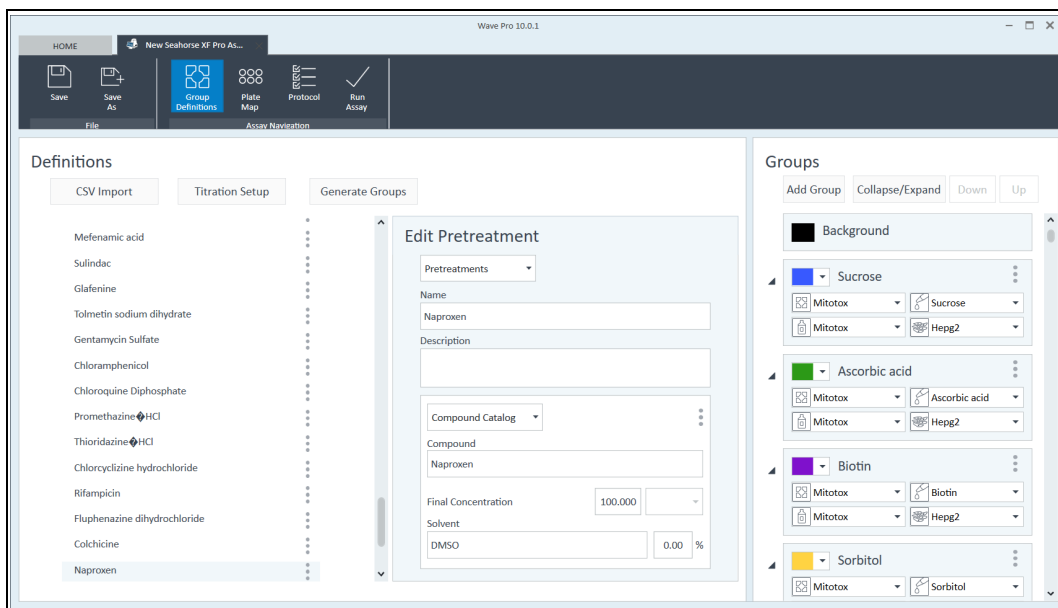 Wave Pro 10.0.1
HOME
New Seahorse XF Pro As...
Save
Save As
Group Definitions
Plate Map
Protocol
Run Assay
File
Assay Navigation
Definitions
CSV Import
Titration Setup
Generate Groups
Mefenamic acid
Sulindac
Glafenine
Tolmetin sodium dihydrate
Gentamycin Sulfate
Chloramphenicol
Chloroquine Diphosphate
Promethazine�HCl
Thioridazine�HCl
Chlorcyclizine hydrochloride
Rifampicin
Fluphenazine dihydrochloride
Colchicine
Naproxen
Edit Pretreatment
Pretreatments
Name
Naproxen
Description
Compound Catalog
Compound
Naproxen
Final Concentration 100.000
Solvent
DMSO 0.00 %
Groups
Add Group
Collapse/Expand
Down
Up
Background
Sucrose
Mitotox Sucrose
Mitotox Hepg2
Ascorbic acid
Mitotox Ascorbic acid
Mitotox Hepg2
Biotin
Mitotox Biotin
Mitotox Hepg2
Sorbitol
Mitotox Sorbitol